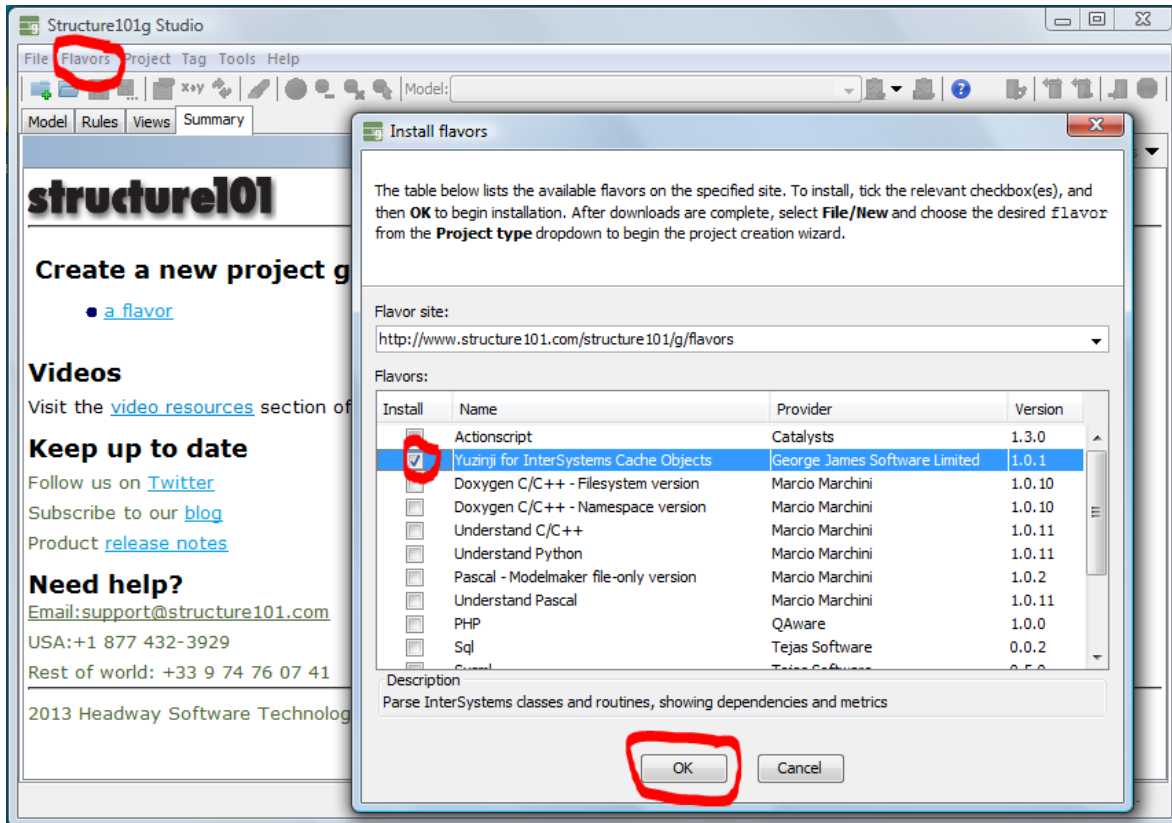 Structure101g Studio
File Flavors Project Tag Tools Help
x+y Model:
Model Rules Views Summary
structure101
Create a new project g
a flavor
Videos
Visit the video resources section of
Keep up to date
Follow us on Twitter
Subscribe to our blog
Product release notes
Need help?
Email:support@structure101.com
USA:+1 877 432-3929
Rest of world: +33 9 74 76 07 41
2013 Headway Software Technolog
Install flavors
The table below lists the available flavors on the specified site. To install, tick the relevant checkbox(es), and
then OK to begin installation. After downloads are complete, select File/New and choose the desired flavor
from the Project type dropdown to begin the project creation wizard.
Flavor site:
http://www.structure101.com/structure101/g/flavors
Flavors:
Install Name Provider Version
Actionscript Catalysts 1.3.0
Yuzinji for InterSystems Cache Objects George James Software Limited 1.0.1
Doxygen C/C++ - Filesystem version Marcio Marchini 1.0.10
Doxygen C/C++ - Namespace version Marcio Marchini 1.0.10
Understand C/C++ Marcio Marchini 1.0.11
Understand Python Marcio Marchini 1.0.11
Pascal - Modelmaker file-only version Marcio Marchini 1.0.2
Understand Pascal Marcio Marchini 1.0.11
PHP QAware 1.0.0
Sql Tejas Software 0.0.2
Description
Parse InterSystems classes and routines, showing dependencies and metrics
OK Cancel